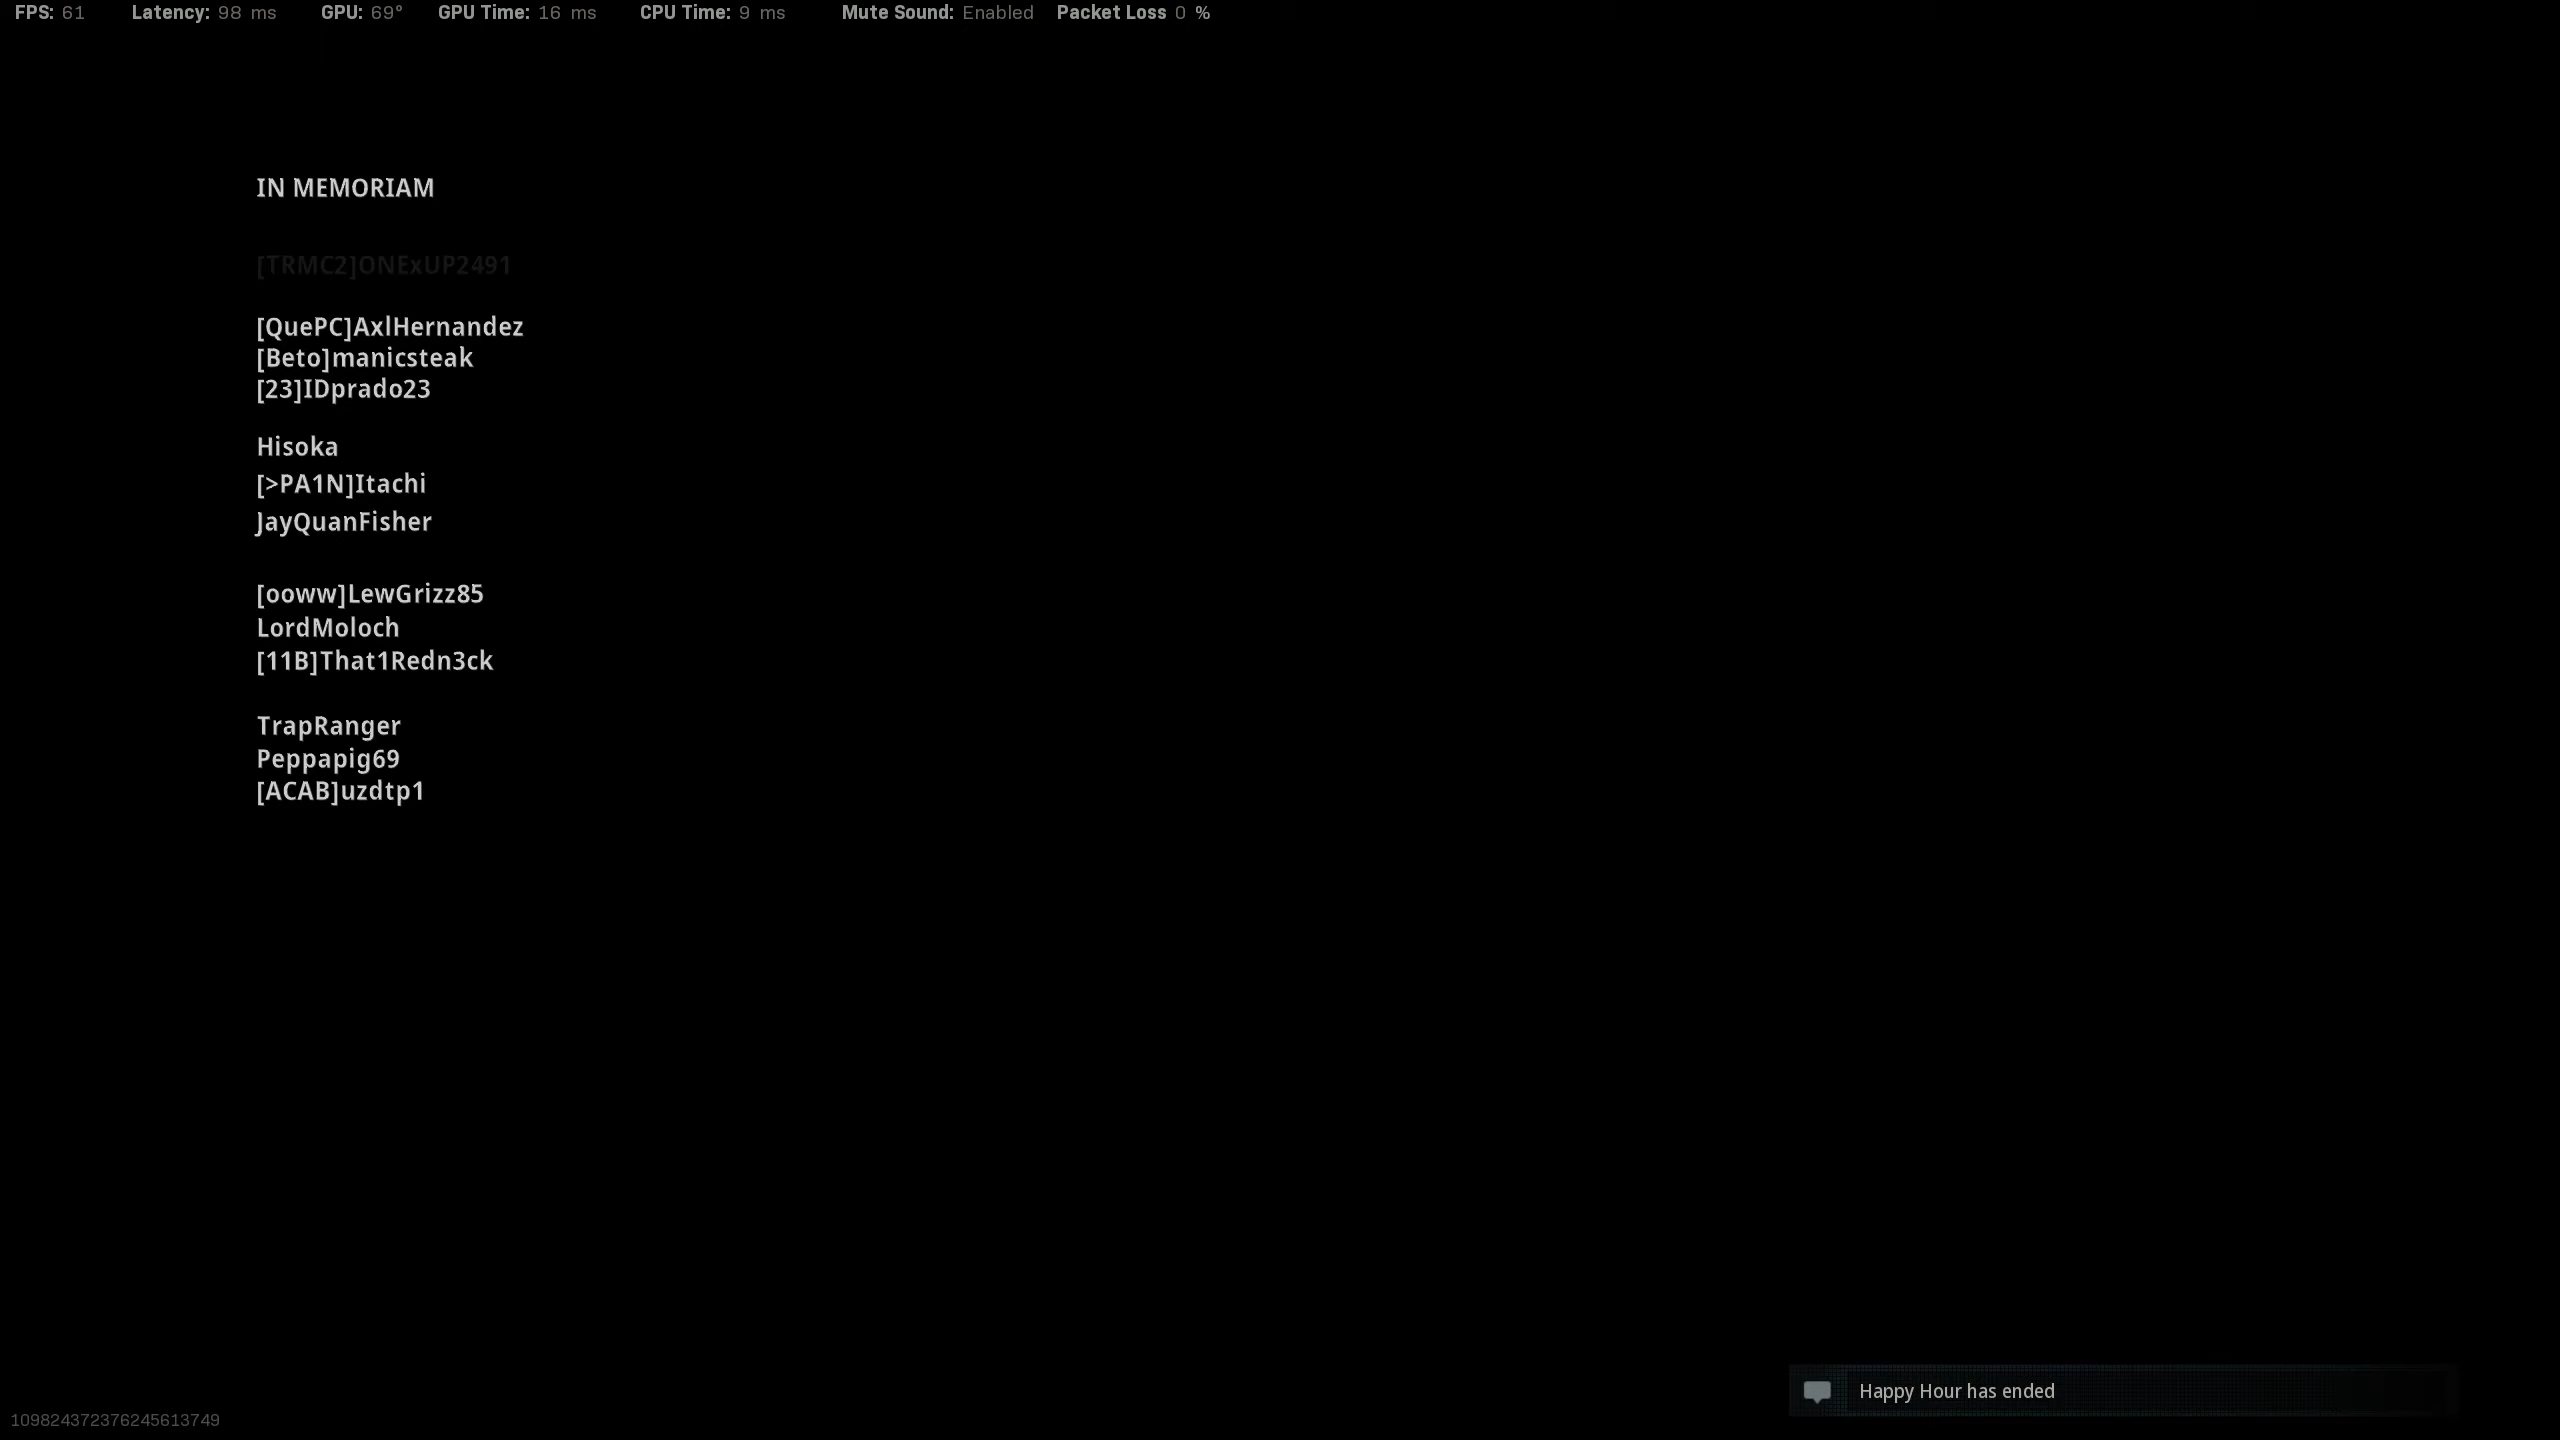 FPS: 61 Latency: 98 ms GPU: 69° GPU Time: 16 ms CPU Time: 9 ms Mute Sound: Enabled Packet Loss 0 %
IN MEMORIAM
[TRMC2]ONExUP2491
[QuePC]AxlHernandez
[Beto]manicsteak
[23]IDprado23
Hisoka
[>PA1N]Itachi
JayQuanFisher
[ooww]LewGrizz85
LordMoloch
[11B]That1Redn3ck
TrapRanger
Peppapig69
[ACAB]uzdtp1
Happy Hour has ended
109824372376245613749